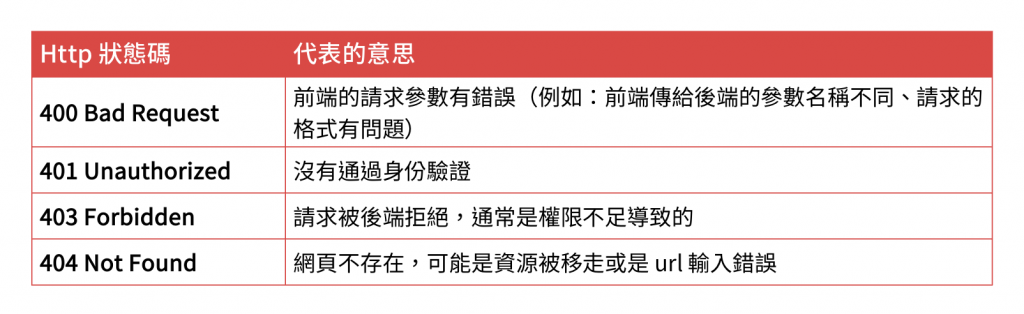 Http 狀態碼
代表的意思
400 Bad Request
前端的請求參數有錯誤（例如：前端傳給後端的參數名稱不同、請求的
格式有問題）
401 Unauthorized
沒有通過身份驗證
403 Forbidden
請求被後端拒絕，通常是權限不足導致的
404 Not Found
網頁不存在，可能是資源被移走或是 url 輸入錯誤